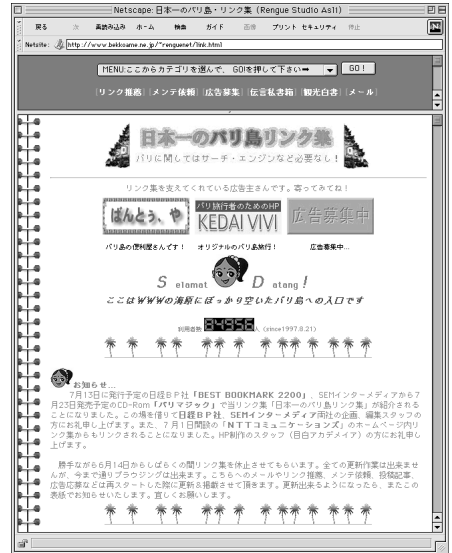 Netscape: 日本一のバリ島・リンク集 (Rengue Studio Asli)
戻る 次 再読み込み ホーム 検索 ガイド 画像 プリント セキュリティ 停止
Netsite: http://www.bekkoame.ne.jp/~renguenet/link.html
MENU:ここからカテゴリを選んで、GO!を押して下さい➡ GO!
[リンク推薦] [メンテ依頼] [広告募集] [伝言私書箱] [観光白書] [メール]
日本一のバリ島リンク集
バリに関してはサーチ・エンジンなど必要なし!
リンク集を支えてくれている広告主さんです。寄ってみてね!
ぱんとぅ、や
バリ旅行者のためのHP
KEDAI VIVI
広告募集中
バリ島の便利屋さんです! オリジナルのバリ島旅行! 広告募集中...
Selamat Datang!
ここはWWWの海原にぽっかり空いたバリ島への入口です
利用者数 84956 人 (since1997.8.21)
お知らせ...
7月13日に発行予定の日経BP社「BEST BOOKMARK 2200」、SEMインターメディアから7
月23日発売予定のCD-Rom「バリマジック」で当リンク集「日本一のバリ島リンク集」が紹介される
ことになりました。この場を借りて日経BP社、SEMインターメディア両社の企画、編集スタッフの
方にお礼申し上げます。また、7月1日開設の「NTTコミュニケーションズ」のホームページ内リ
ンク集からもリンクされることになりました。HP制作のスタッフ(目白アカデメイア)の方にお礼申し
上げます。
勝手ながら6月14日からしばらくの間リンク集を休止させてもらいます。全ての更新作業は出来ませ
んが、今まで通りブラウジングは出来ます。こちらへのメールやリンク推薦、メンテ依頼、投稿記事、
広告応募などは再スタートした際に更新&掲載させて頂きます。更新出来るようになったら、またこの
表紙でお知らせいたします。宜しくお願いします。